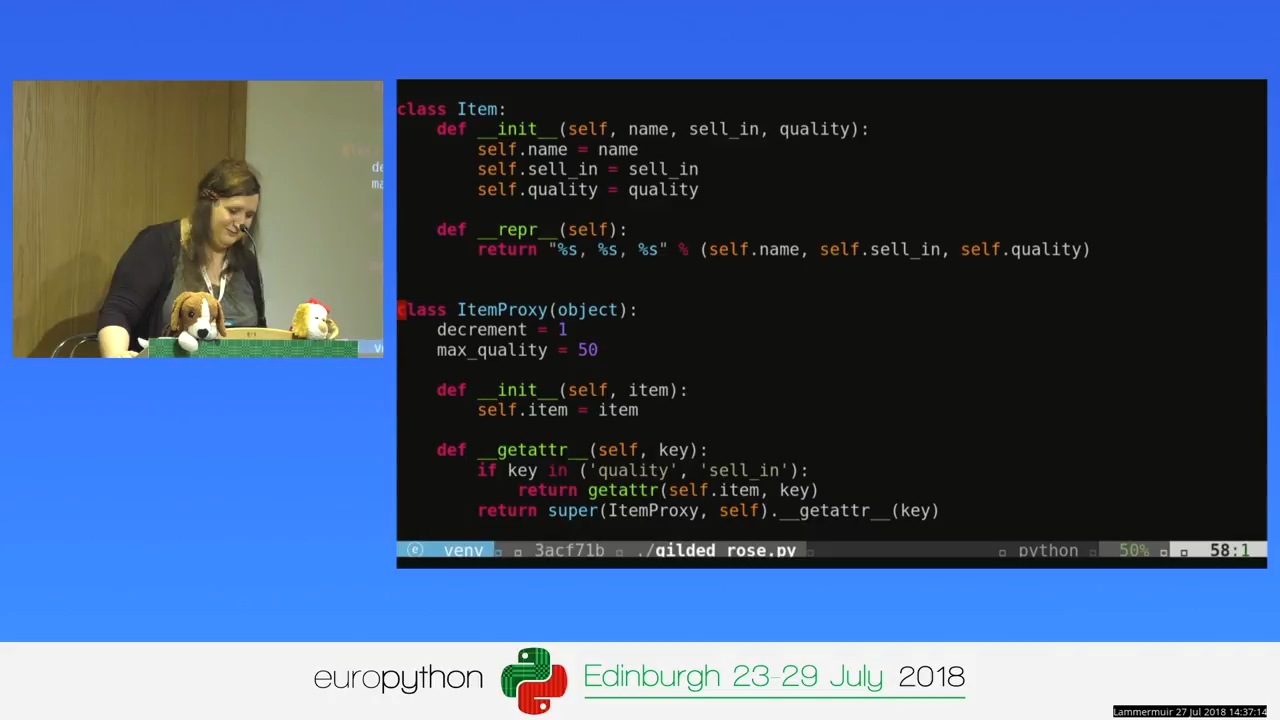 class Item:
def __init__(self, name, sell_in, quality):
self.name = name
self.sell_in = sell_in
self.quality = quality
def __repr__(self):
return "%s, %s, %s" % (self.name, self.sell_in, self.quality)
class ItemProxy(object):
decrement = 1
max_quality = 50
def __init__(self, item):
self.item = item
def __getattr__(self, key):
if key in ('quality', 'sell_in'):
return getattr(self.item, key)
return super(ItemProxy, self).__getattr__(key)
e venv 3acf71b ./gilded_rose.py python 50% 58:1
de
ma
europython Edinburgh 23-29 July 2018
Lammermuir 27 Jul 2018 14:37:14